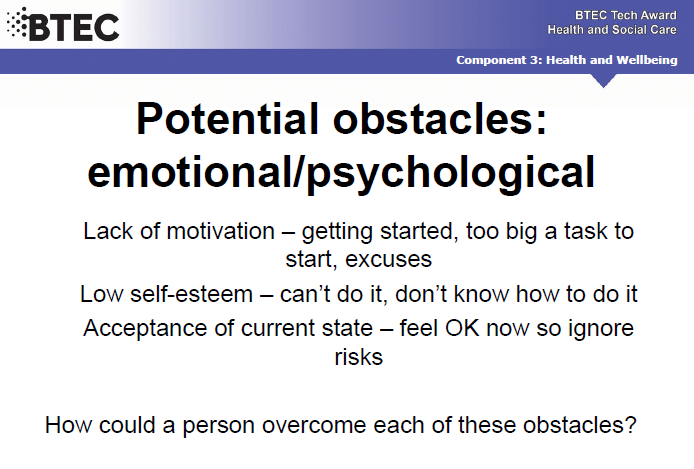 BTEC
BTEC Tech Award
Health and Social Care
Component 3: Health and Wellbeing
Potential obstacles:
emotional/psychological
Lack of motivation – getting started, too big a task to
start, excuses
Low self-esteem – can’t do it, don’t know how to do it
Acceptance of current state – feel OK now so ignore
risks
How could a person overcome each of these obstacles?